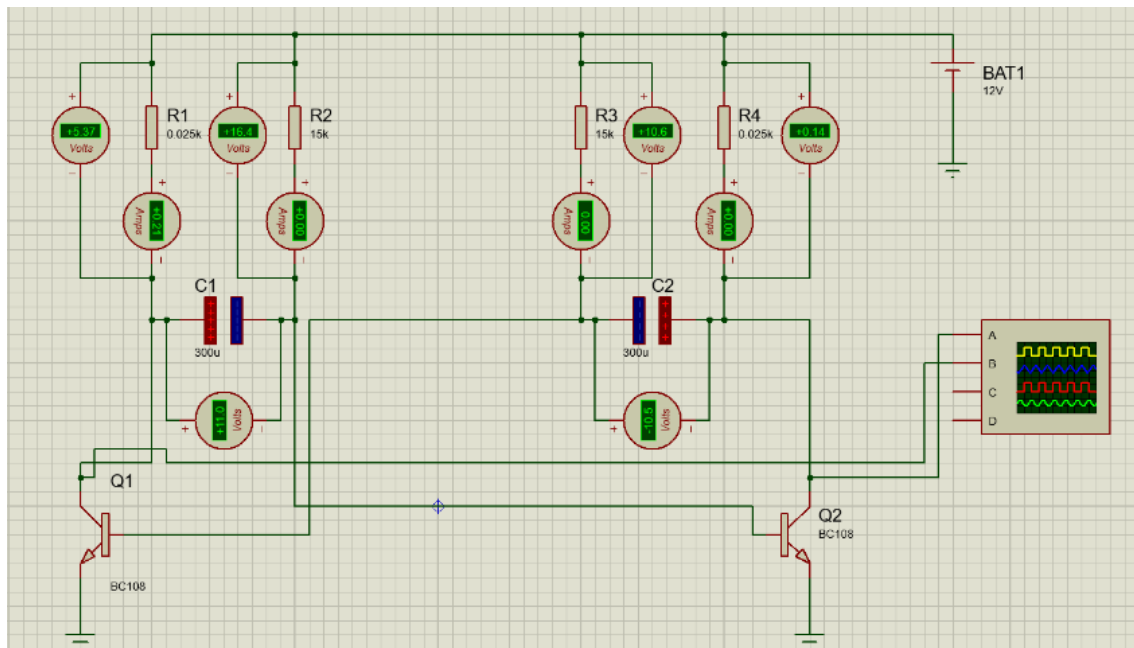 BAT1
12V
+5.37
Volts
R1
0.025k
+16.4
Volts
R2
15k
R3
15k
+10.6
Volts
R4
0.025k
+0.14
Volts
+0.21
Amps
+0.00
Amps
0.00
Amps
+0.00
Amps
C1
300u
C2
300u
+11.0
Volts
-10.5
Volts
A
B
C
D
Q1
BC108
Q2
BC108